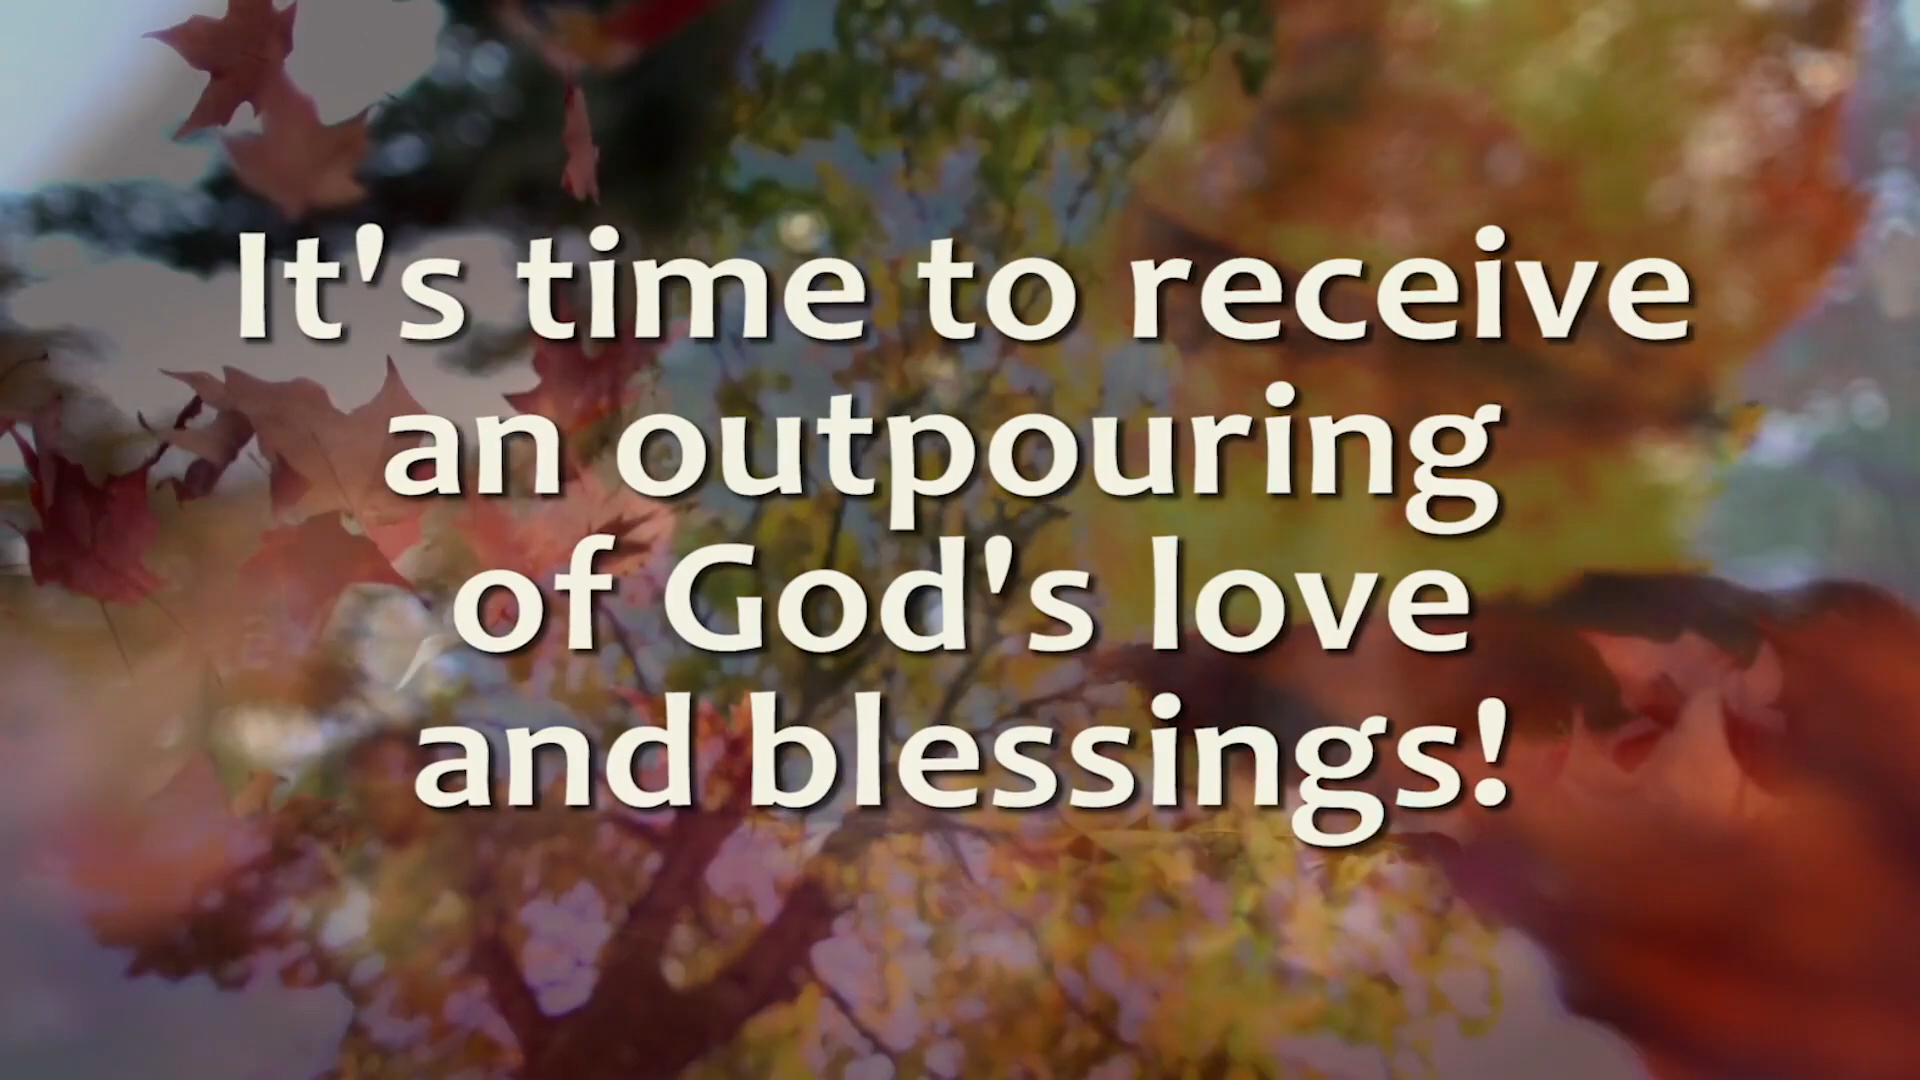 It's time to receive
an outpouring
of God's love
and blessings!